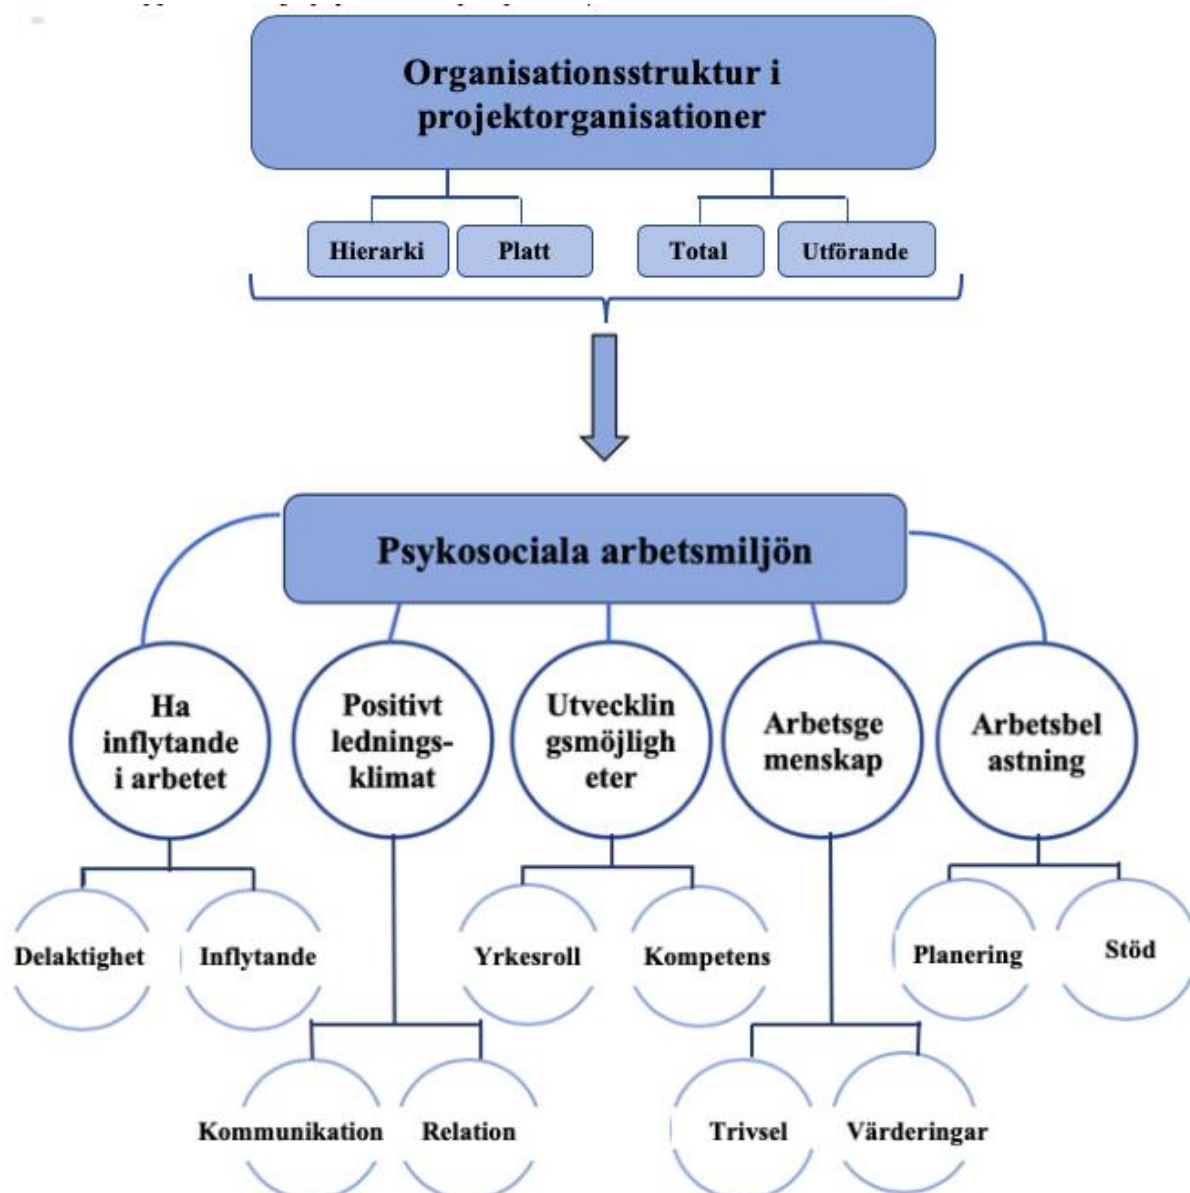 Organisationsstruktur i
projektorganisationer
Hierarki
Platt
Total
Utförande
Psykosociala arbetsmiljön
Ha
inflytande
i arbetet
Positivt
lednings-
klimat
Utvecklin
gsmöjligh
eter
Arbetsge
menskap
Arbetsbel
astning
Delaktighet
Inflytande
Yrkesroll
Kompetens
Planering
Stöd
Kommunikation
Relation
Trivsel
Värderingar